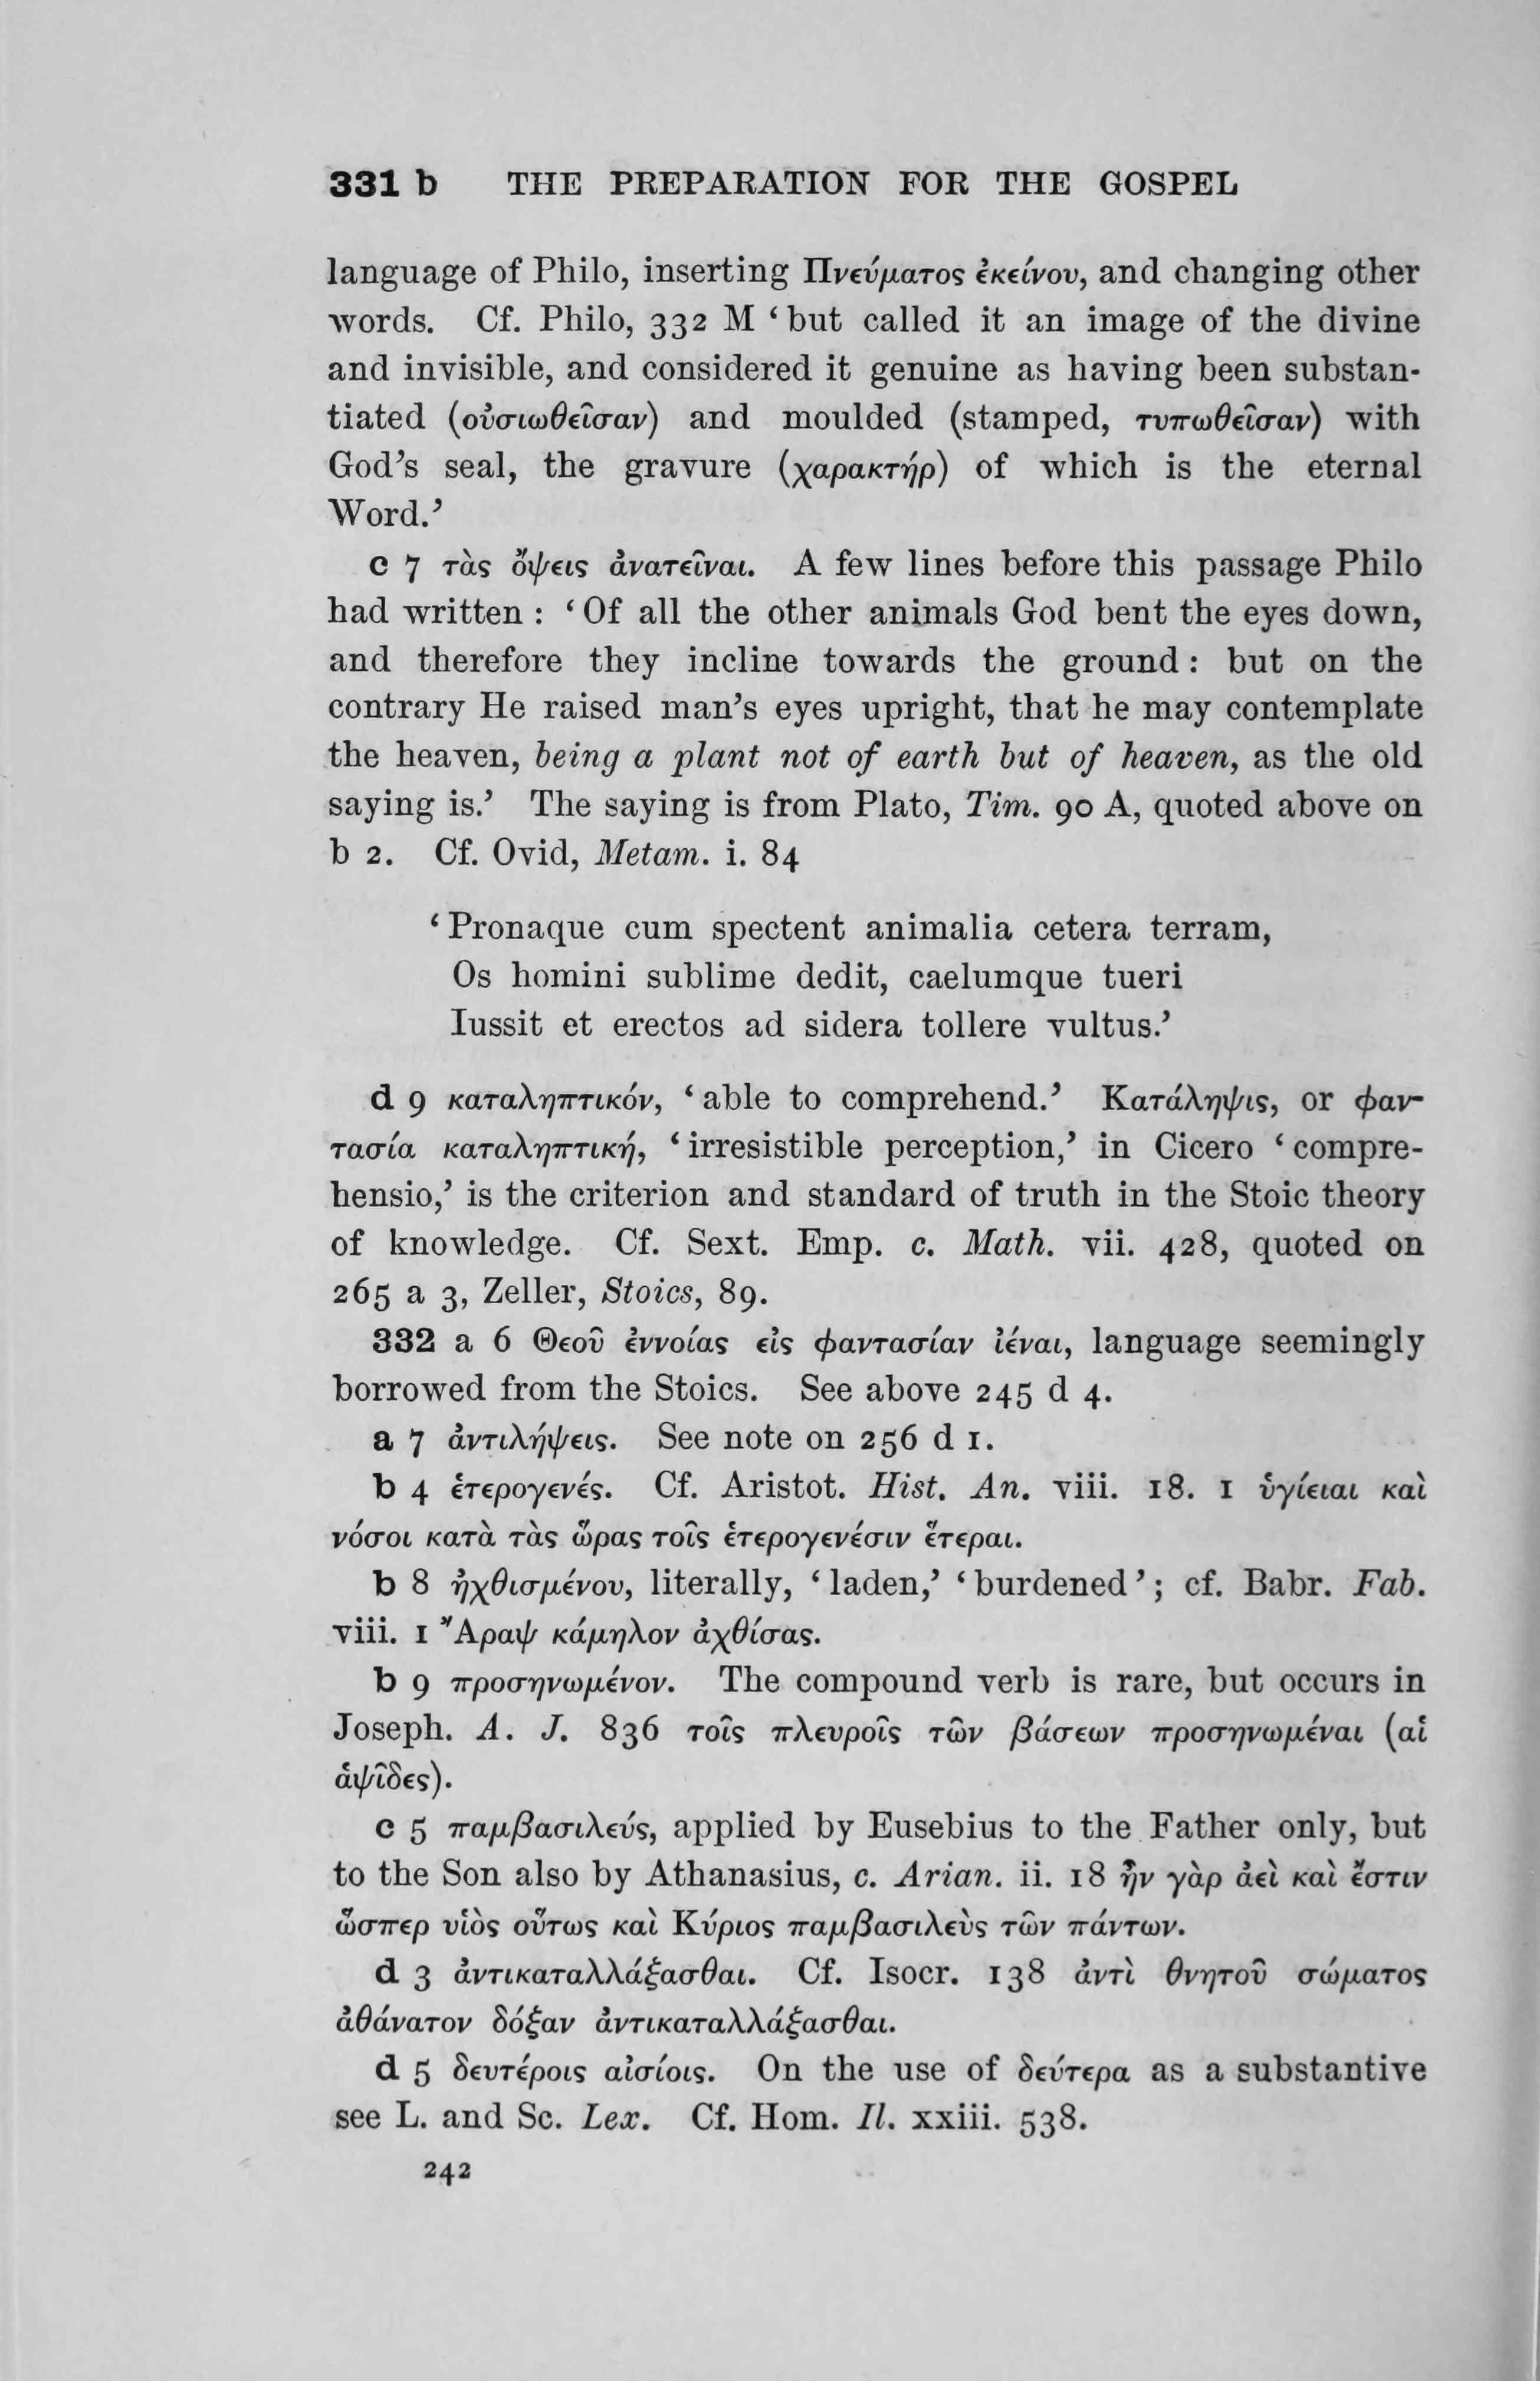 331 b THE PREPARATION FOR THE GOSPEL
language of Philo, inserting Πνεύματος ἐκείνου, and changing other
words. Cf. Philo, 332 M ‘but called it an image of the divine
and invisible, and considered it genuine as having been substan-
tiated (οὐσιωθεῖσαν) and moulded (stamped, τυπωθεῖσαν) with
God’s seal, the gravure (χαρακτήρ) of which is the eternal
Word.’
c 7 τὰς ὄψεις ἀνατεῖναι. A few lines before this passage Philo
had written : ‘Of all the other animals God bent the eyes down,
and therefore they incline towards the ground : but on the
contrary He raised man’s eyes upright, that he may contemplate
the heaven, being a plant not of earth but of heaven, as the old
saying is.’ The saying is from Plato, Tim. 90 A, quoted above on
b 2. Cf. Ovid, Metam. i. 84
‘Pronaque cum spectent animalia cetera terram,
Os homini sublime dedit, caelumque tueri
Iussit et erectos ad sidera tollere vultus.’
d 9 καταληπτικόν, ‘able to comprehend.’ Κατάληψις, or φαν-
τασία καταληπτική, ‘irresistible perception,’ in Cicero ‘compre-
hensio,’ is the criterion and standard of truth in the Stoic theory
of knowledge. Cf. Sext. Emp. c. Math. vii. 428, quoted on
265 a 3, Zeller, Stoics, 89.
332 a 6 Θεοῦ ἐννοίας εἰς φαντασίαν ἰέναι, language seemingly
borrowed from the Stoics. See above 245 d 4.
a 7 ἀντιλήψεις. See note on 256 d 1.
b 4 ἑτερογενές. Cf. Aristot. Hist. An. viii. 18. 1 ὑγίειαι καὶ
νόσοι κατὰ τὰς ὥρας τοῖς ἑτερογενέσιν ἕτεραι.
b 8 ἠχθισμένου, literally, ‘laden,’ ‘burdened’; cf. Babr. Fab.
viii. 1 Ἄραψ κάμηλον ἀχθίσας.
b 9 προσηνωμένον. The compound verb is rare, but occurs in
Joseph. A. J. 836 τοῖς πλευροῖς τῶν βάσεων προσηνωμέναι (αἱ
ἁψῖδες).
c 5 παμβασιλεύς, applied by Eusebius to the Father only, but
to the Son also by Athanasius, c. Arian. ii. 18 ἦν γὰρ ἀεὶ καὶ ἔστιν
ὥσπερ υἱὸς οὕτως καὶ Κύριος παμβασιλεὺς τῶν πάντων.
d 3 ἀντικαταλλάξασθαι. Cf. Isocr. 138 ἀντὶ θνητοῦ σώματος
ἀθάνατον δόξαν ἀντικαταλλάξασθαι.
d 5 δευτέροις αἰσίοις. On the use of δεύτερα as a substantive
see L. and Sc. Lex. Cf. Hom. Il. xxiii. 538.
242